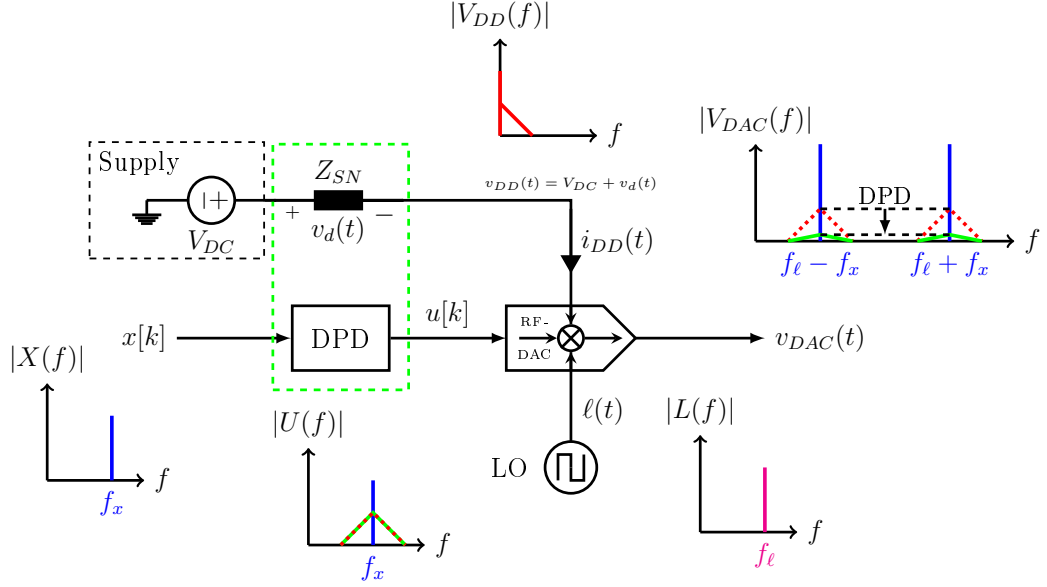 |V_{DD}(f)|
f
|V_{DAC}(f)|
DPD
f
f_ℓ − f_x
f_ℓ + f_x
Supply
V_{DC}
Z_{SN}
+ −
v_d(t)
v_{DD}(t) = V_{DC} + v_d(t)
i_{DD}(t)
x[k]
DPD
u[k]
RF-
DAC
v_{DAC}(t)
ℓ(t)
LO
|X(f)|
f
f_x
|U(f)|
f
f_x
|L(f)|
f
f_ℓ